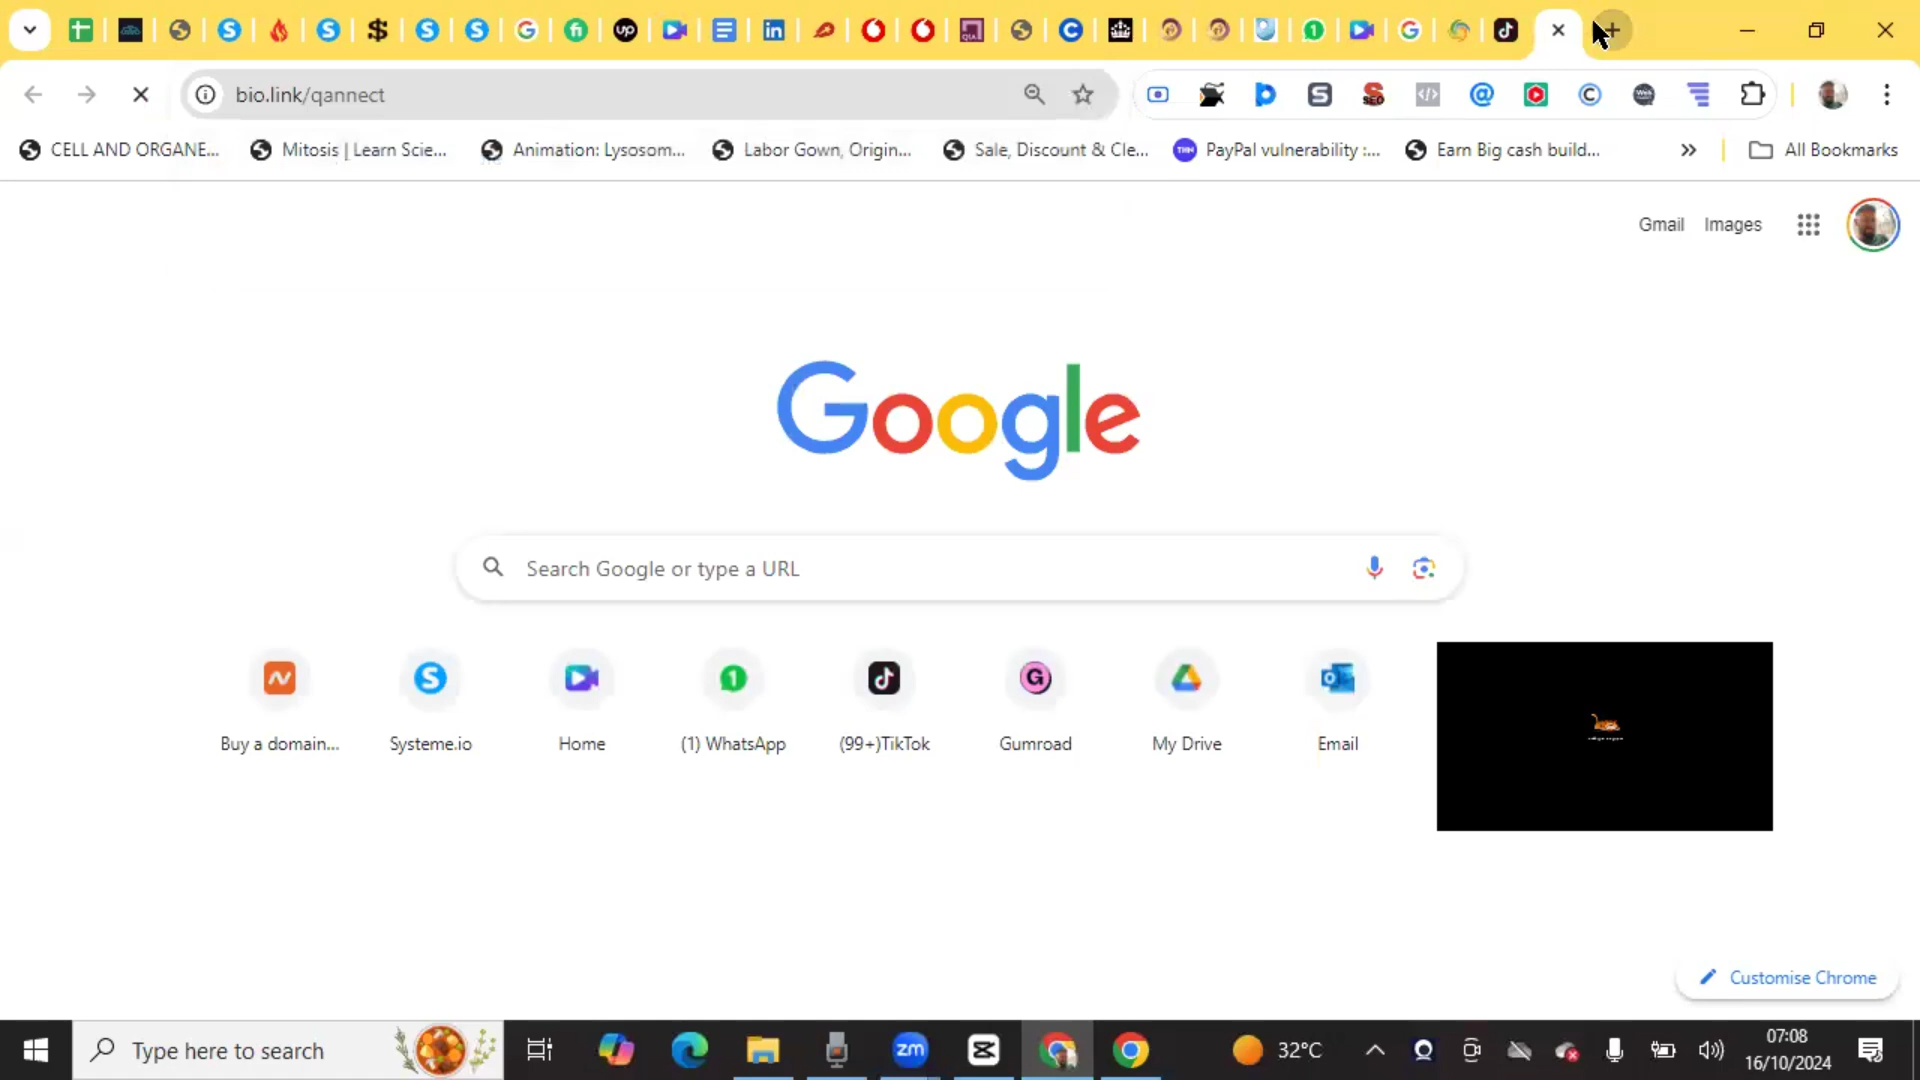 bio.link/qannect
CELL AND ORGANE...
Mitosis | Learn Scie...
Animation: Lysosom...
Labor Gown, Origin...
Sale, Discount & Cle...
PayPal vulnerability :...
Earn Big cash build...
All Bookmarks
Gmail
Images
Google
Search Google or type a URL
Buy a domain...
Systeme.io
Home
(1) WhatsApp
(99+)TikTok
Gumroad
My Drive
Email
Customise Chrome
Type here to search
zm
32°C
07:08
16/10/2024